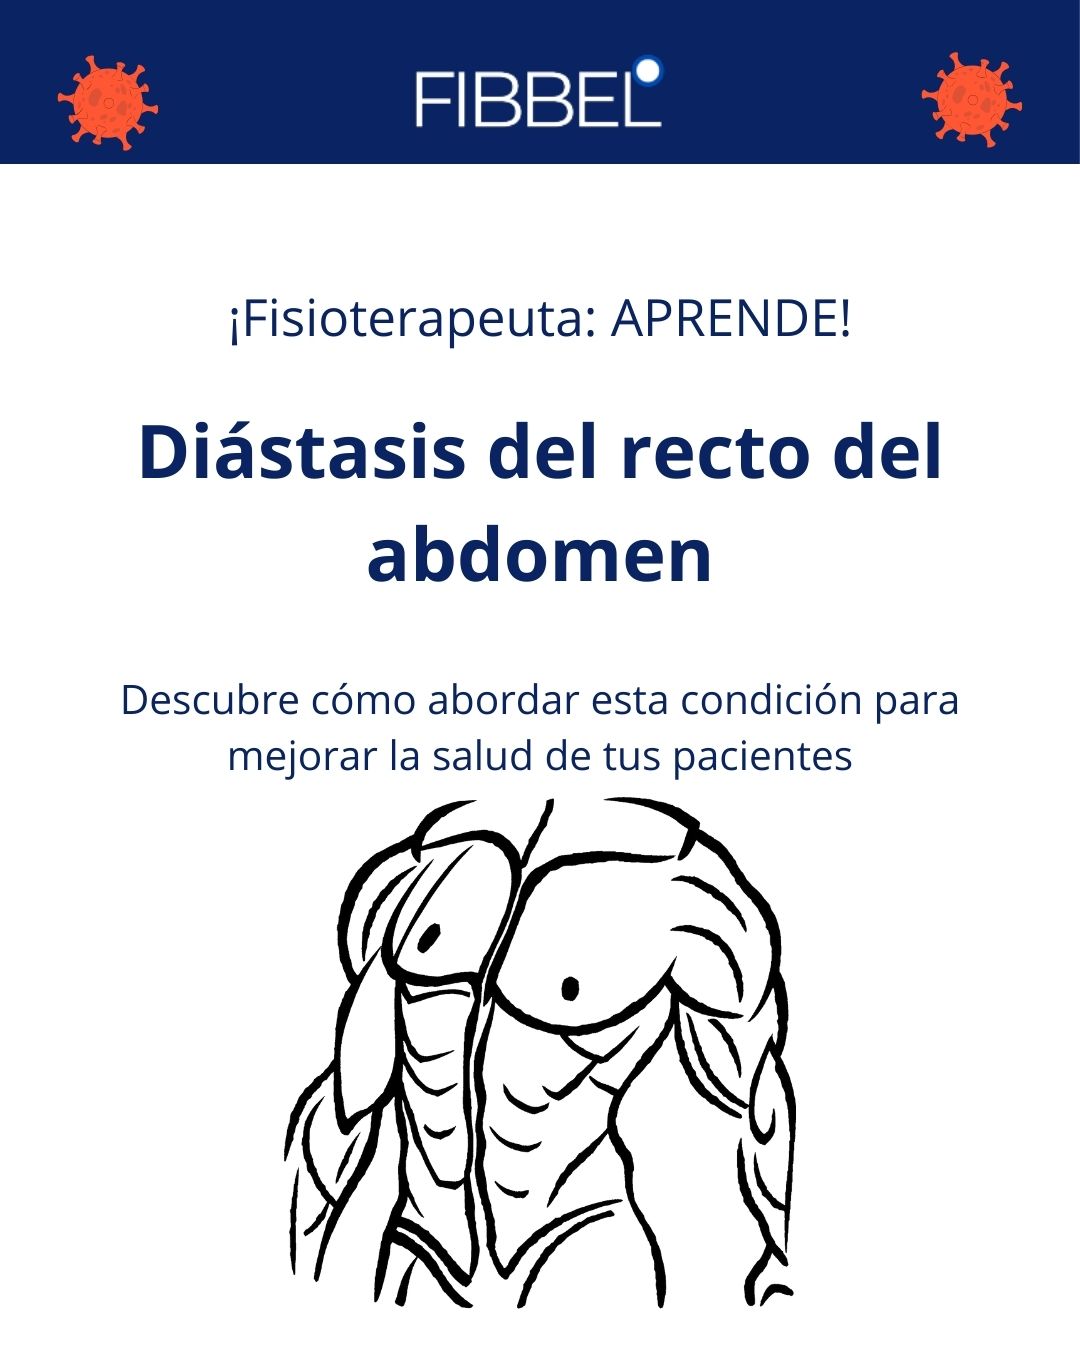 FIBBEL
¡Fisioterapeuta: APRENDE!
Diástasis del recto del
abdomen
Descubre cómo abordar esta condición para
mejorar la salud de tus pacientes